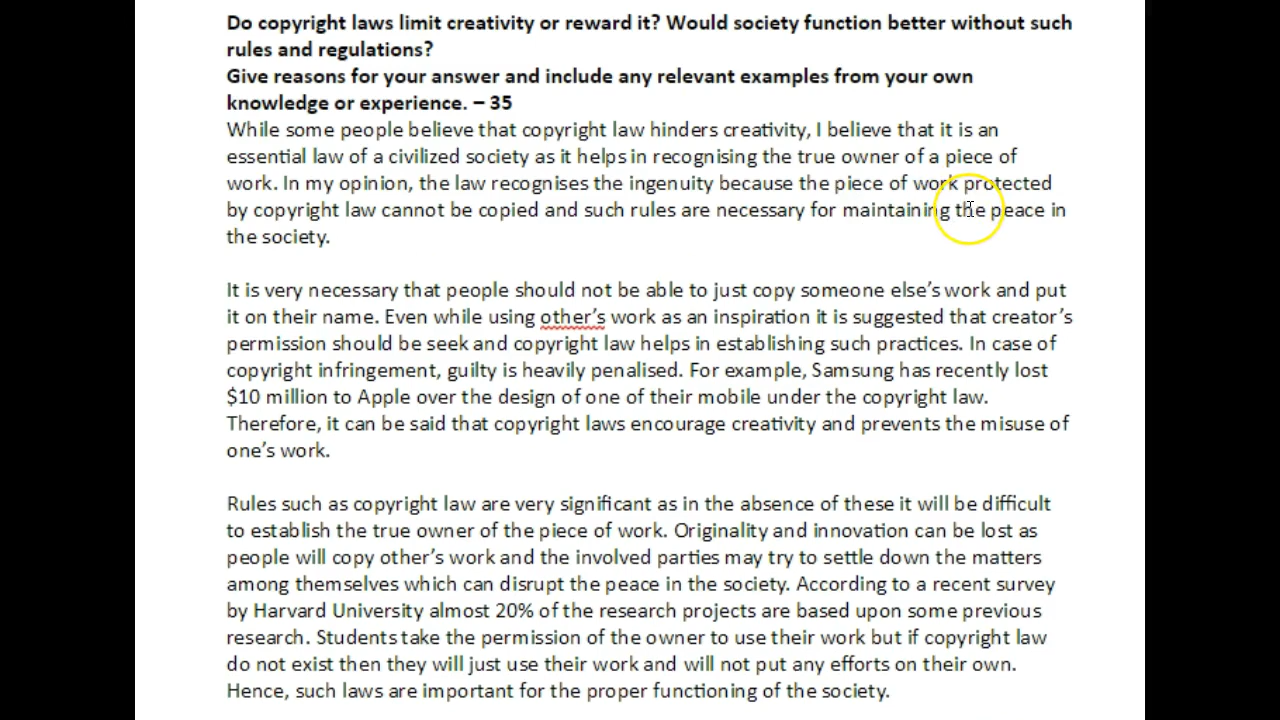 Do copyright laws limit creativity or reward it? Would society function better without such
rules and regulations?
Give reasons for your answer and include any relevant examples from your own
knowledge or experience. – 35
While some people believe that copyright law hinders creativity, I believe that it is an
essential law of a civilized society as it helps in recognising the true owner of a piece of
work. In my opinion, the law recognises the ingenuity because the piece of work protected
by copyright law cannot be copied and such rules are necessary for maintaining the peace in
the society.
It is very necessary that people should not be able to just copy someone else’s work and put
it on their name. Even while using other’s work as an inspiration it is suggested that creator’s
permission should be seek and copyright law helps in establishing such practices. In case of
copyright infringement, guilty is heavily penalised. For example, Samsung has recently lost
$10 million to Apple over the design of one of their mobile under the copyright law.
Therefore, it can be said that copyright laws encourage creativity and prevents the misuse of
one’s work.
Rules such as copyright law are very significant as in the absence of these it will be difficult
to establish the true owner of the piece of work. Originality and innovation can be lost as
people will copy other’s work and the involved parties may try to settle down the matters
among themselves which can disrupt the peace in the society. According to a recent survey
by Harvard University almost 20% of the research projects are based upon some previous
research. Students take the permission of the owner to use their work but if copyright law
do not exist then they will just use their work and will not put any efforts on their own.
Hence, such laws are important for the proper functioning of the society.